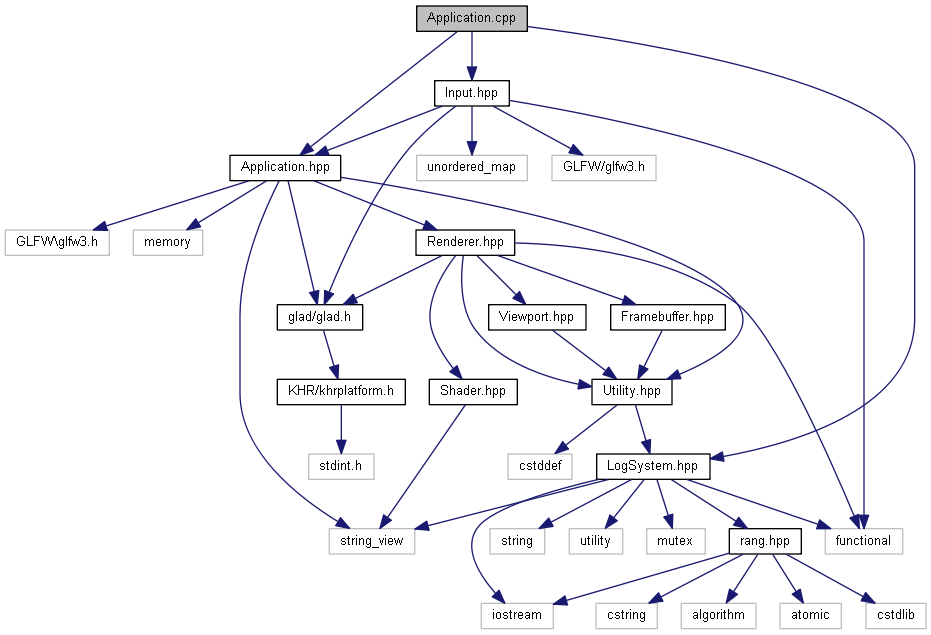 Application.cpp
Input.hpp
Application.hpp
unordered_map
GLFW/glfw3.h
GLFW\glfw3.h
memory
Renderer.hpp
glad/glad.h
Viewport.hpp
Framebuffer.hpp
KHR/khrplatform.h
Shader.hpp
Utility.hpp
stdint.h
cstddef
LogSystem.hpp
string_view
string
utility
mutex
rang.hpp
functional
iostream
cstring
algorithm
atomic
cstdlib